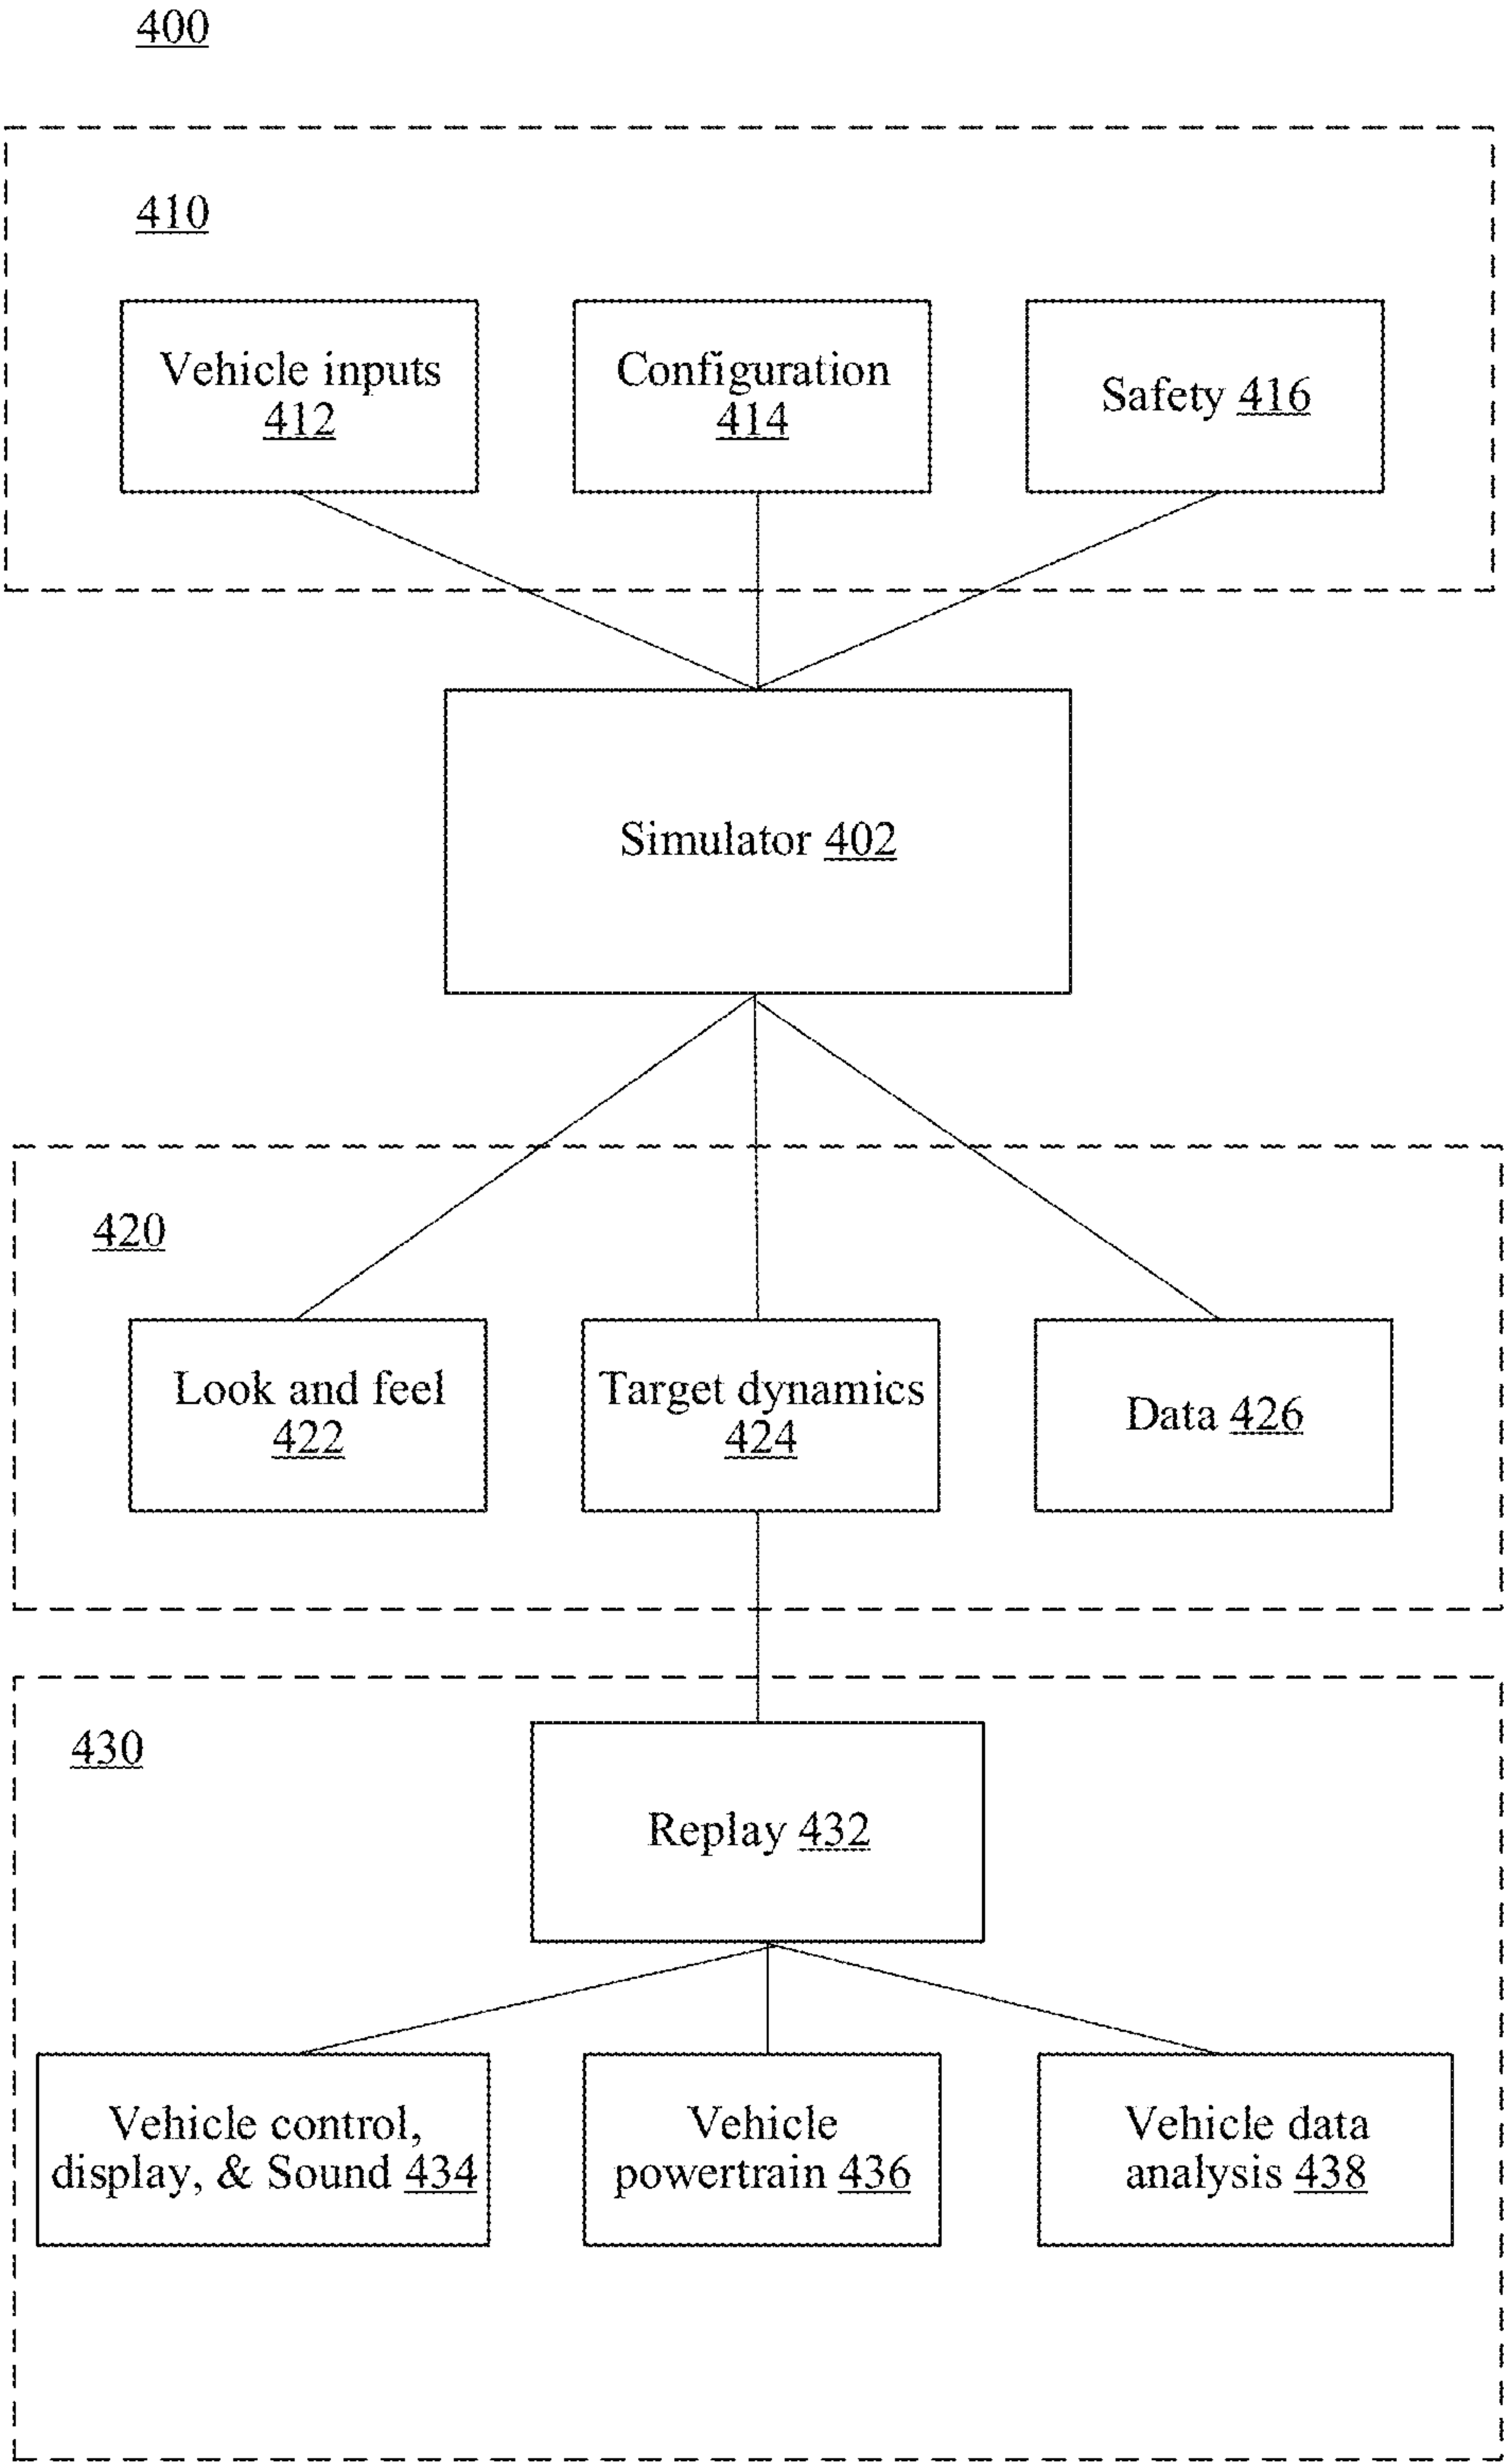 400
410
Vehicle inputs
412
Configuration
414
Safety 416
Simulator 402
420
Look and feel
422
Target dynamics
424
Data 426
430
Replay 432
Vehicle control,
display, & Sound 434
Vehicle
powertrain 436
Vehicle data
analysis 438